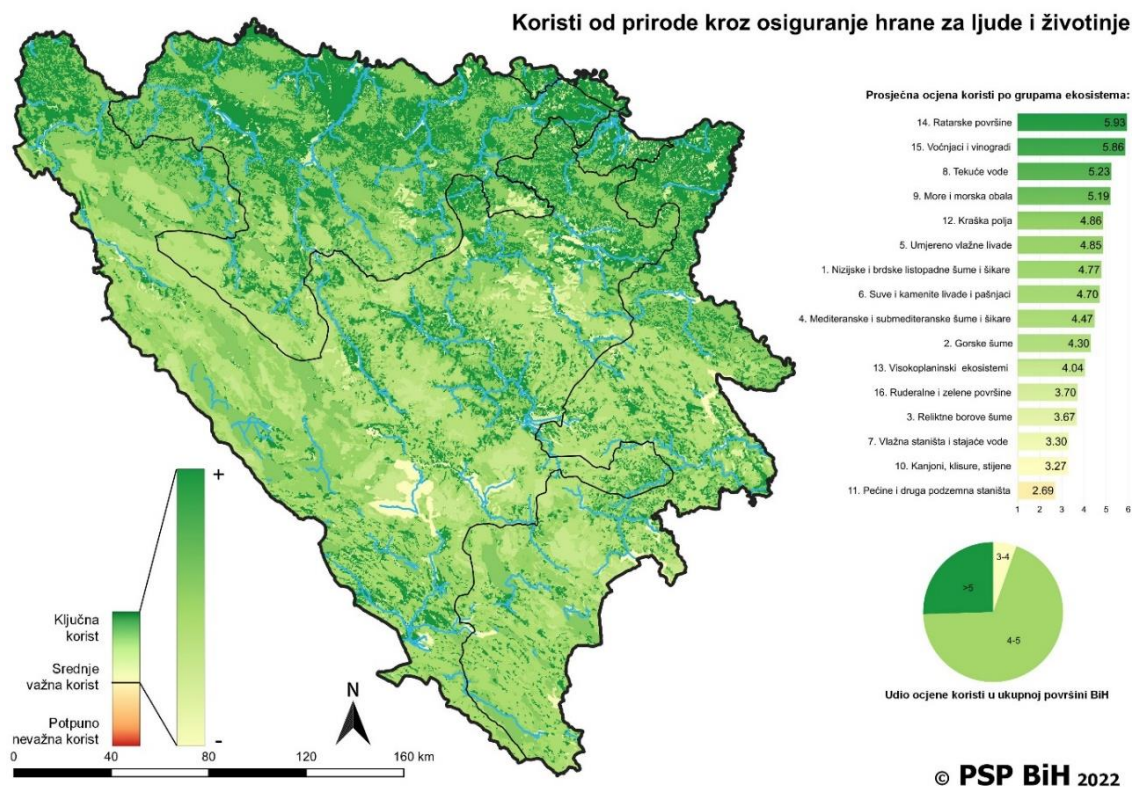 Koristi od prirode kroz osiguranje hrane za ljude i životinje
Prosječna ocjena koristi po grupama ekosistema:
14. Ratarske površine 5.93
15. Voćnjaci i vinogradi 5.86
8. Tekuće vode 5.23
9. More i morska obala 5.19
12. Kraška polja 4.86
5. Umjereno vlažne livade 4.85
1. Nizijske i brdske listopadne šume i šikare 4.77
6. Suve i kamenite livade i pašnjaci 4.70
4. Mediteranske i submediteranske šume i šikare 4.47
2. Gorske šume 4.30
13. Visokoplaninski ekosistemi 4.04
16. Ruderalne i zelene površine 3.70
3. Reliktne borove šume 3.67
7. Vlažna staništa i stajaće vode 3.30
10. Kanjoni, klisure, stijene 3.27
11. Pećine i druga podzemna staništa 2.69
1 2 3 4 5 6
3-4
>5
4-5
Udio ocjene koristi u ukupnoj površini BiH
+
Ključna
korist
Srednje
važna korist
Potpuno
nevažna korist
-
N
0 40 80 120 160 km
© PSP BiH 2022